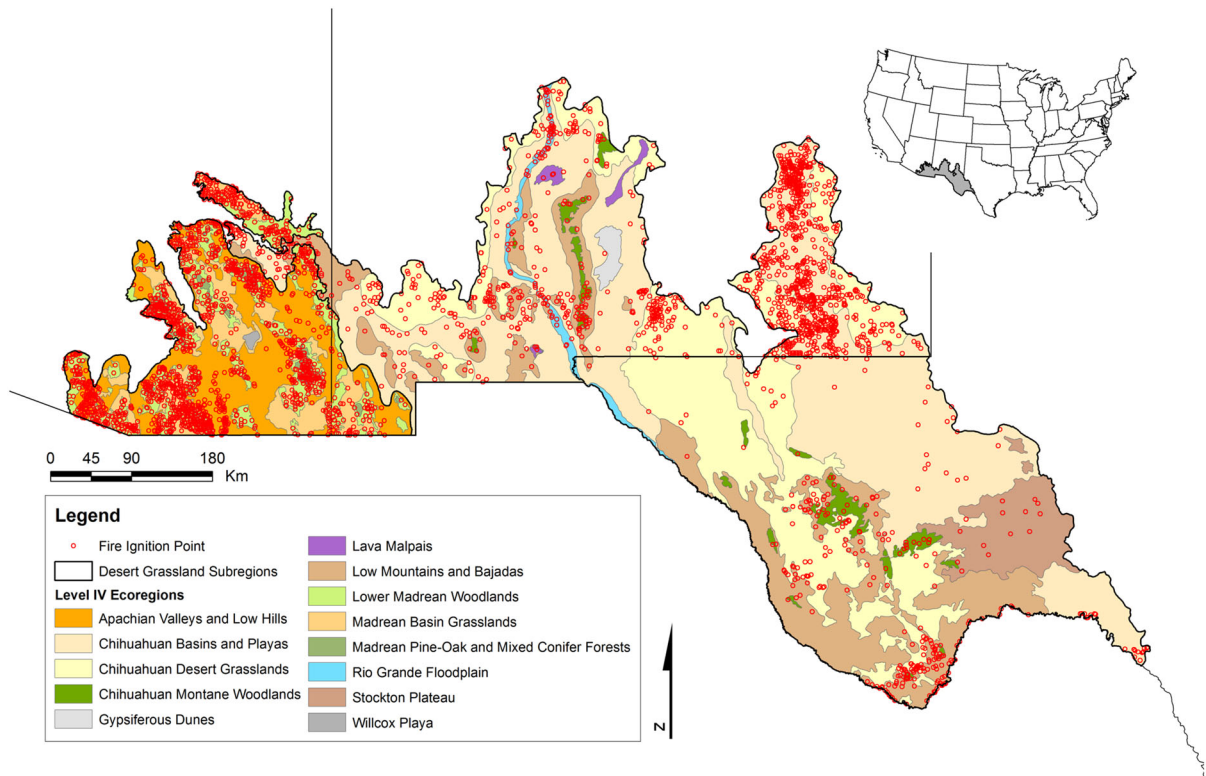 0 45 90 180
Km
Legend
Fire Ignition Point
Desert Grassland Subregions
Level IV Ecoregions
Apachian Valleys and Low Hills
Chihuahuan Basins and Playas
Chihuahuan Desert Grasslands
Chihuahuan Montane Woodlands
Gypsiferous Dunes
Lava Malpais
Low Mountains and Bajadas
Lower Madrean Woodlands
Madrean Basin Grasslands
Madrean Pine-Oak and Mixed Conifer Forests
Rio Grande Floodplain
Stockton Plateau
Willcox Playa
N